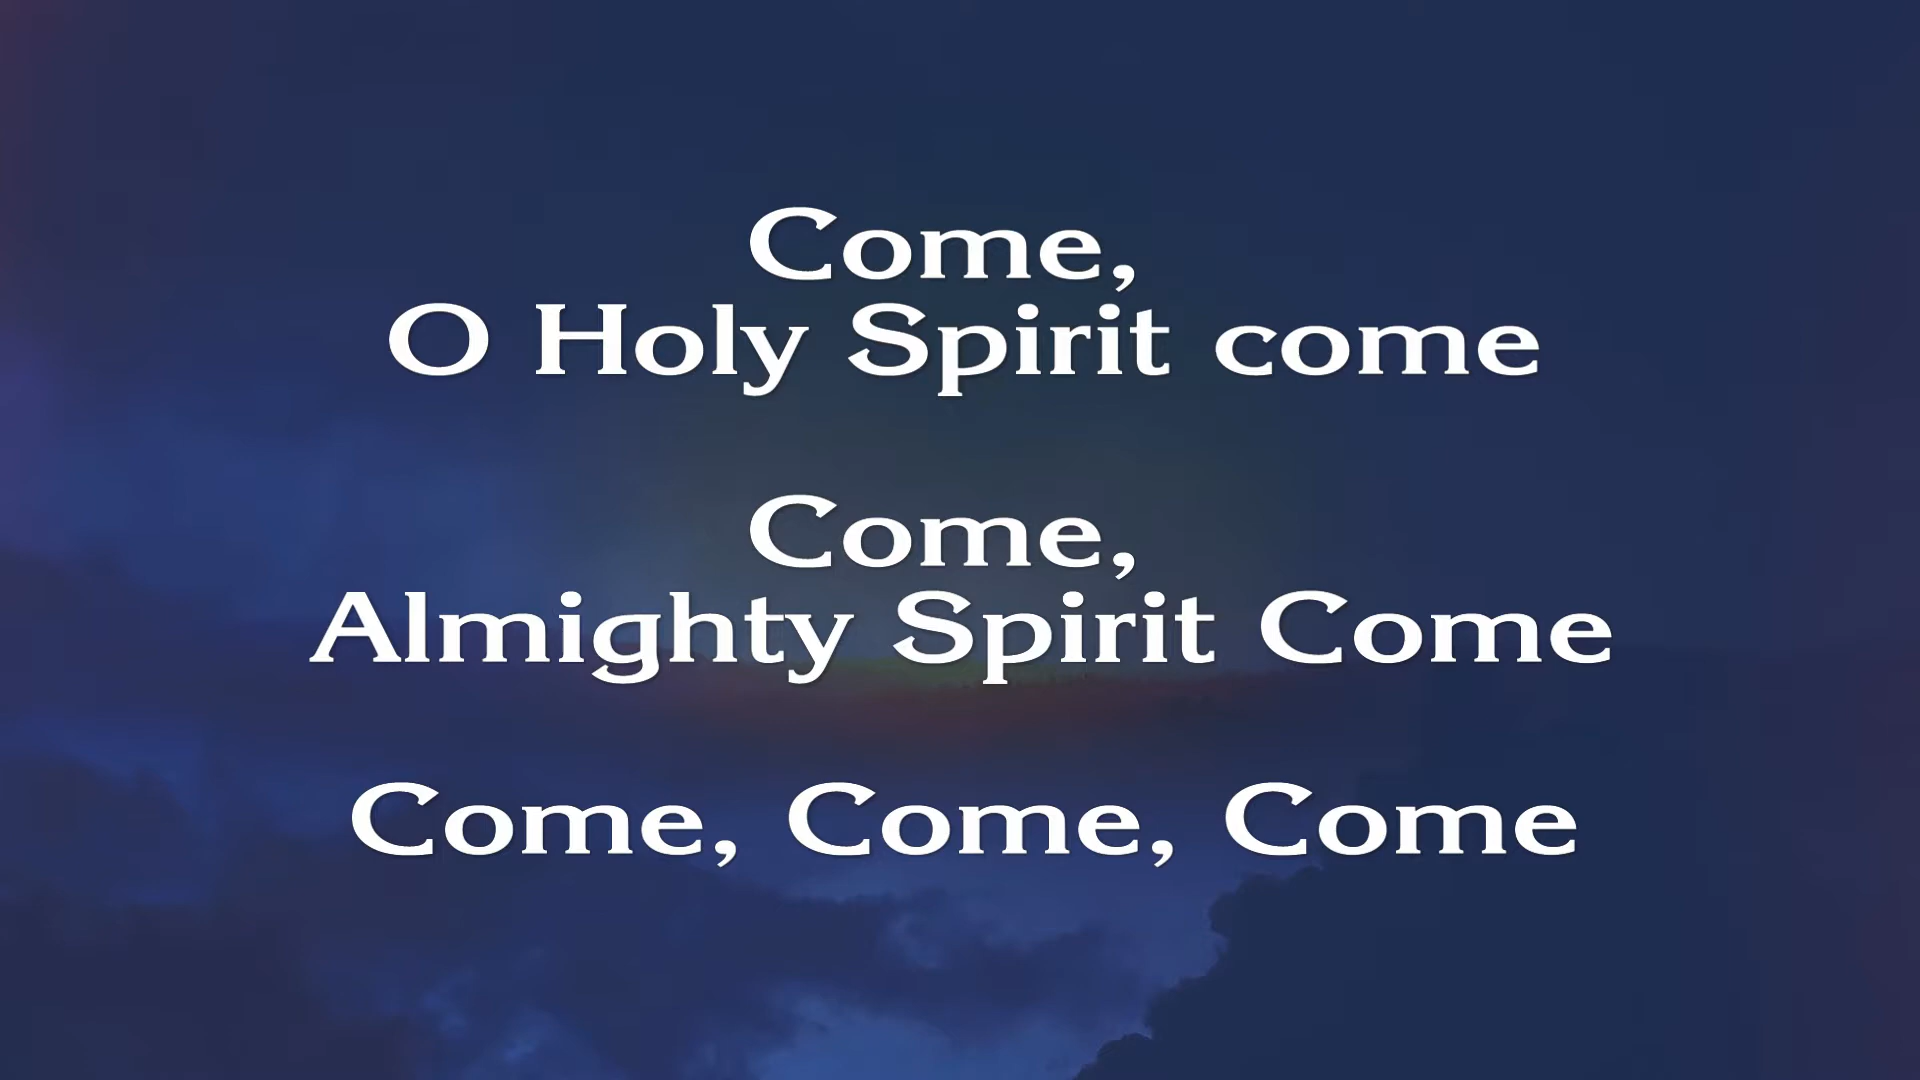 Come,
O Holy Spirit come
Come,
Almighty Spirit Come
Come, Come, Come